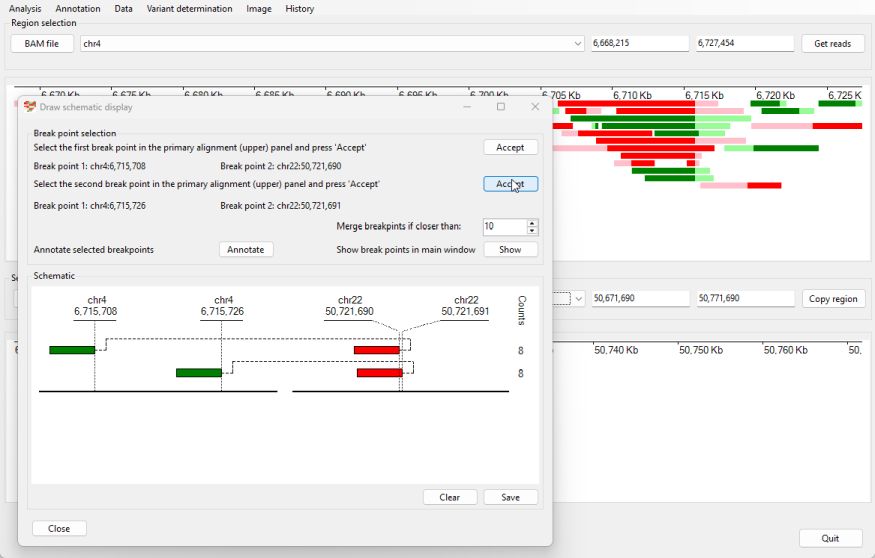 Analysis Annotation Data Variant determination Image History
Region selection
BAM file chr4 6,668,215 6,727,454 Get reads
6,670 Kb 6,675 Kb 6,680 Kb 6,685 Kb 6,690 Kb 6,695 Kb 6,700 Kb 6,705 Kb 6,710 Kb 6,715 Kb 6,720 Kb 6,725 K
Draw schematic display
Break point selection
Select the first break point in the primary alignment (upper) panel and press 'Accept' Accept
Break point 1: chr4:6,715,708 Break point 2: chr22:50,721,690
Select the second break point in the primary alignment (upper) panel and press 'Accept' Accept
Break point 1: chr4:6,715,726 Break point 2: chr22:50,721,691
Merge breakpints if closer than: 10
Annotate selected breakpoints Annotate Show break points in main window Show
Schematic
50,671,690 50,771,690 Copy region
chr4 chr4 chr22 chr22 Counts
6,715,708 6,715,726 50,721,690 50,721,691
8
8
50,740 Kb 50,750 Kb 50,760 Kb 50,
Clear Save
Close
Quit